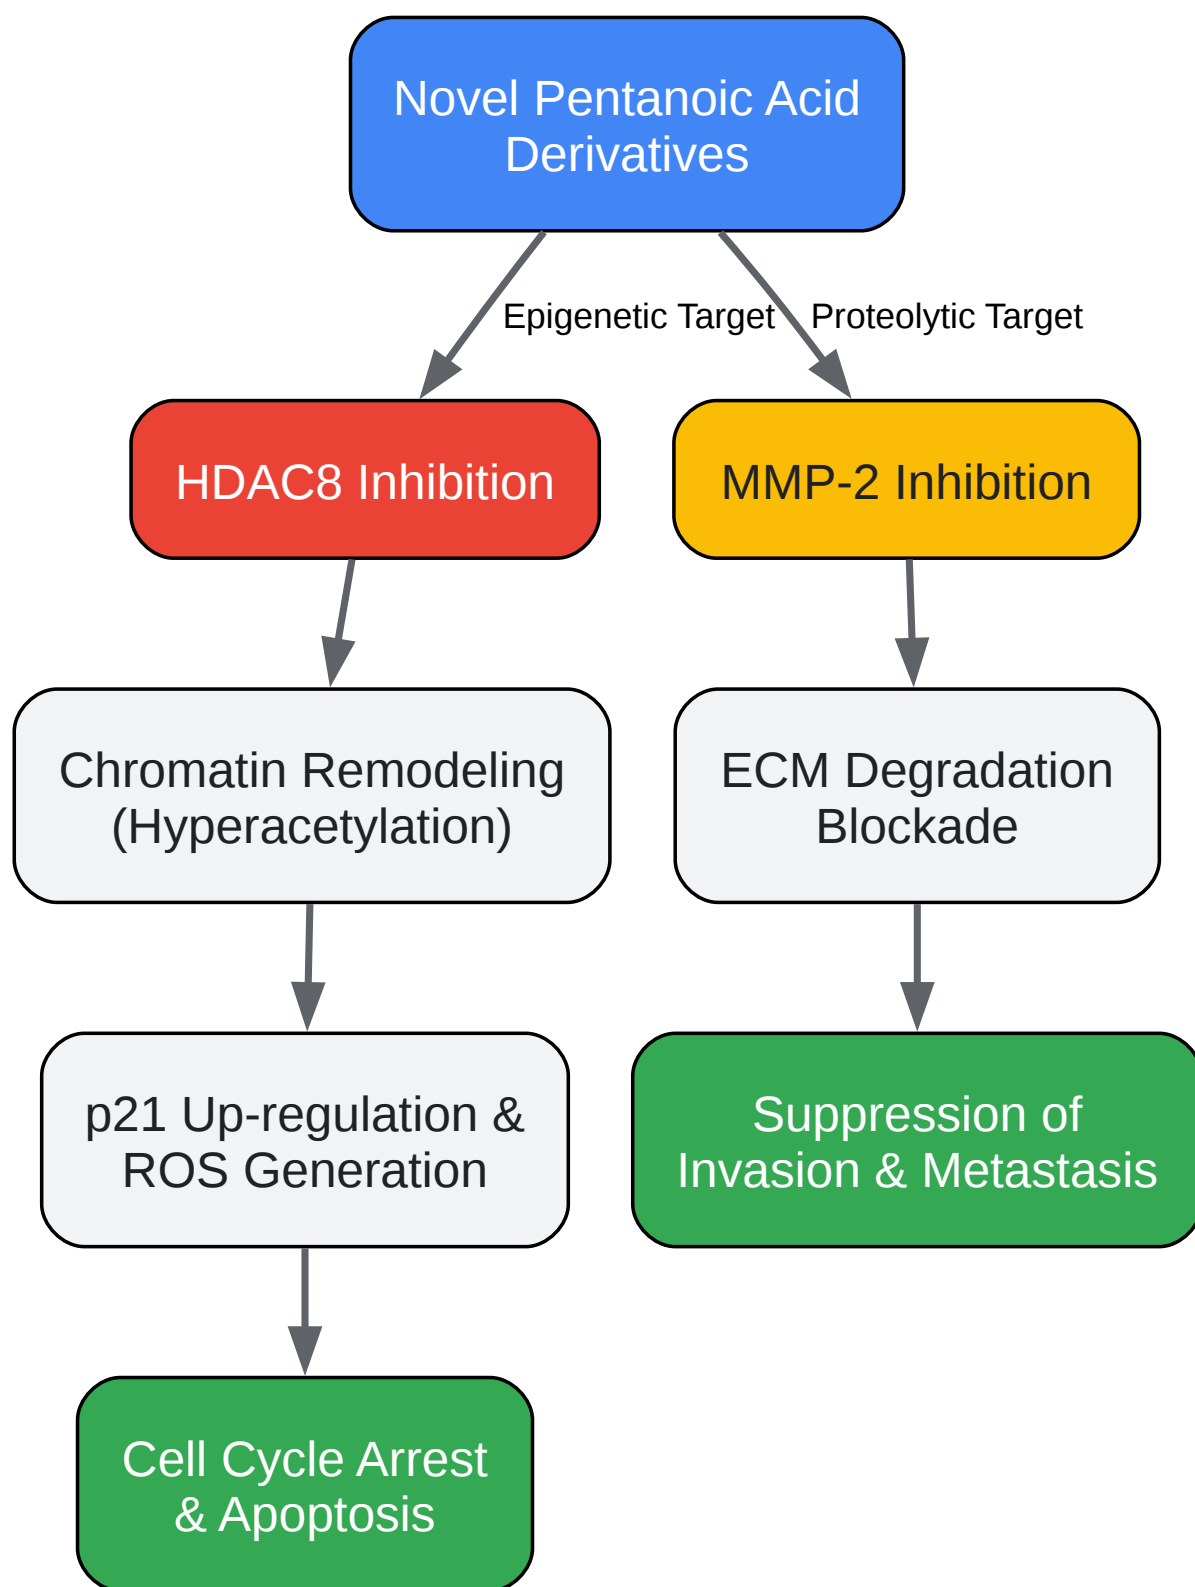 Novel Pentanoic Acid
Derivatives
Epigenetic Target
Proteolytic Target
HDAC8 Inhibition
MMP-2 Inhibition
Chromatin Remodeling
(Hyperacetylation)
ECM Degradation
Blockade
p21 Up-regulation &
ROS Generation
Suppression of
Invasion & Metastasis
Cell Cycle Arrest
& Apoptosis